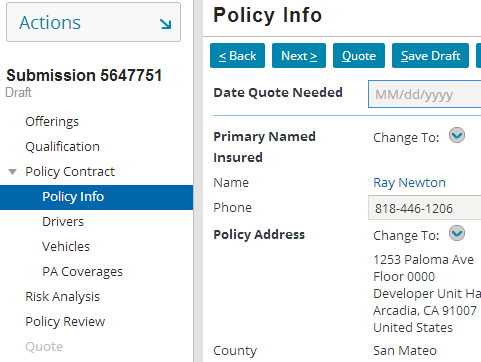 Actions
Submission 5647751
Draft
Offerings
Qualification
Policy Contract
Policy Info
Drivers
Vehicles
PA Coverages
Risk Analysis
Policy Review
Quote
Policy Info
< Back Next > Quote Save Draft
Date Quote Needed MM/dd/yyyy
Primary Named Insured Change To:
Name Ray Newton
Phone 818-446-1206
Policy Address Change To:
1253 Paloma Ave
Floor 0000
Developer Unit Ha
Arcadia, CA 91007
United States
County San Mateo